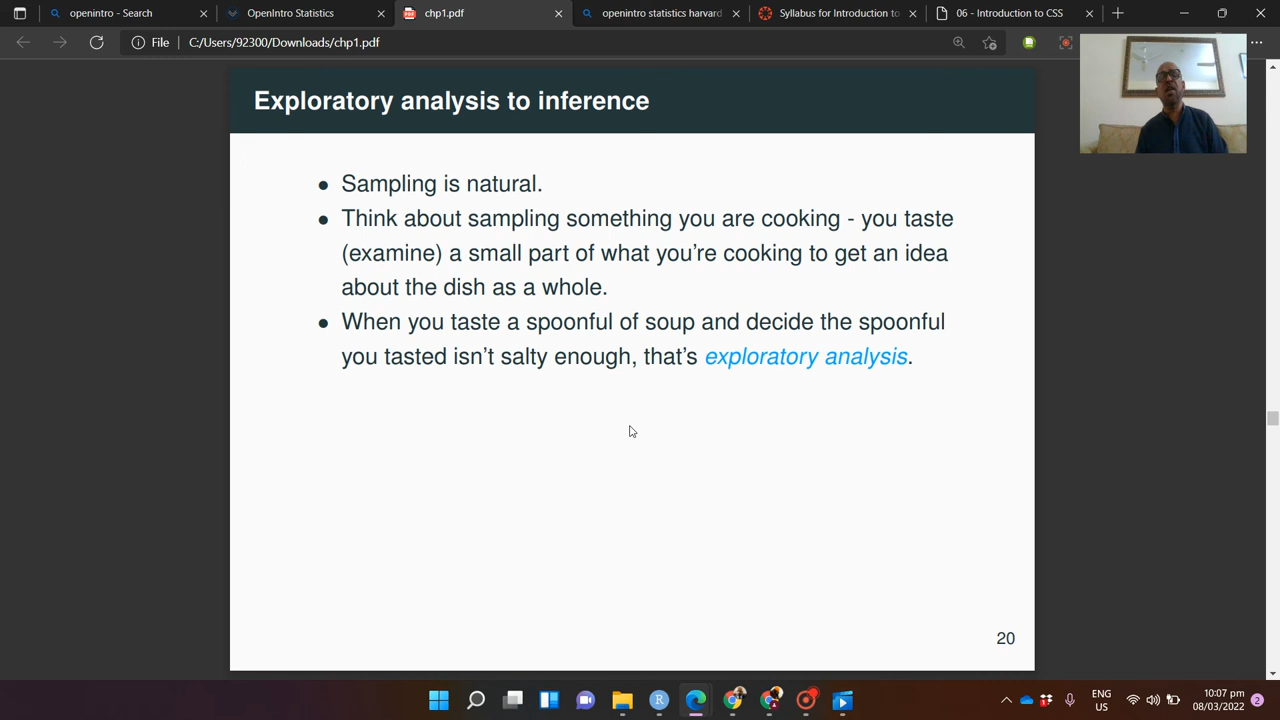 openintro - Search
OpenIntro Statistics
chp1.pdf
openintro statistics harvard
Syllabus for Introduction to
06 - Introduction to CSS
File
C:/Users/92300/Downloads/chp1.pdf
Exploratory analysis to inference
• Sampling is natural.
• Think about sampling something you are cooking - you taste
(examine) a small part of what you're cooking to get an idea
about the dish as a whole.
• When you taste a spoonful of soup and decide the spoonful
you tasted isn't salty enough, that's exploratory analysis.
20
ENG
US
10:07 pm
08/03/2022
2